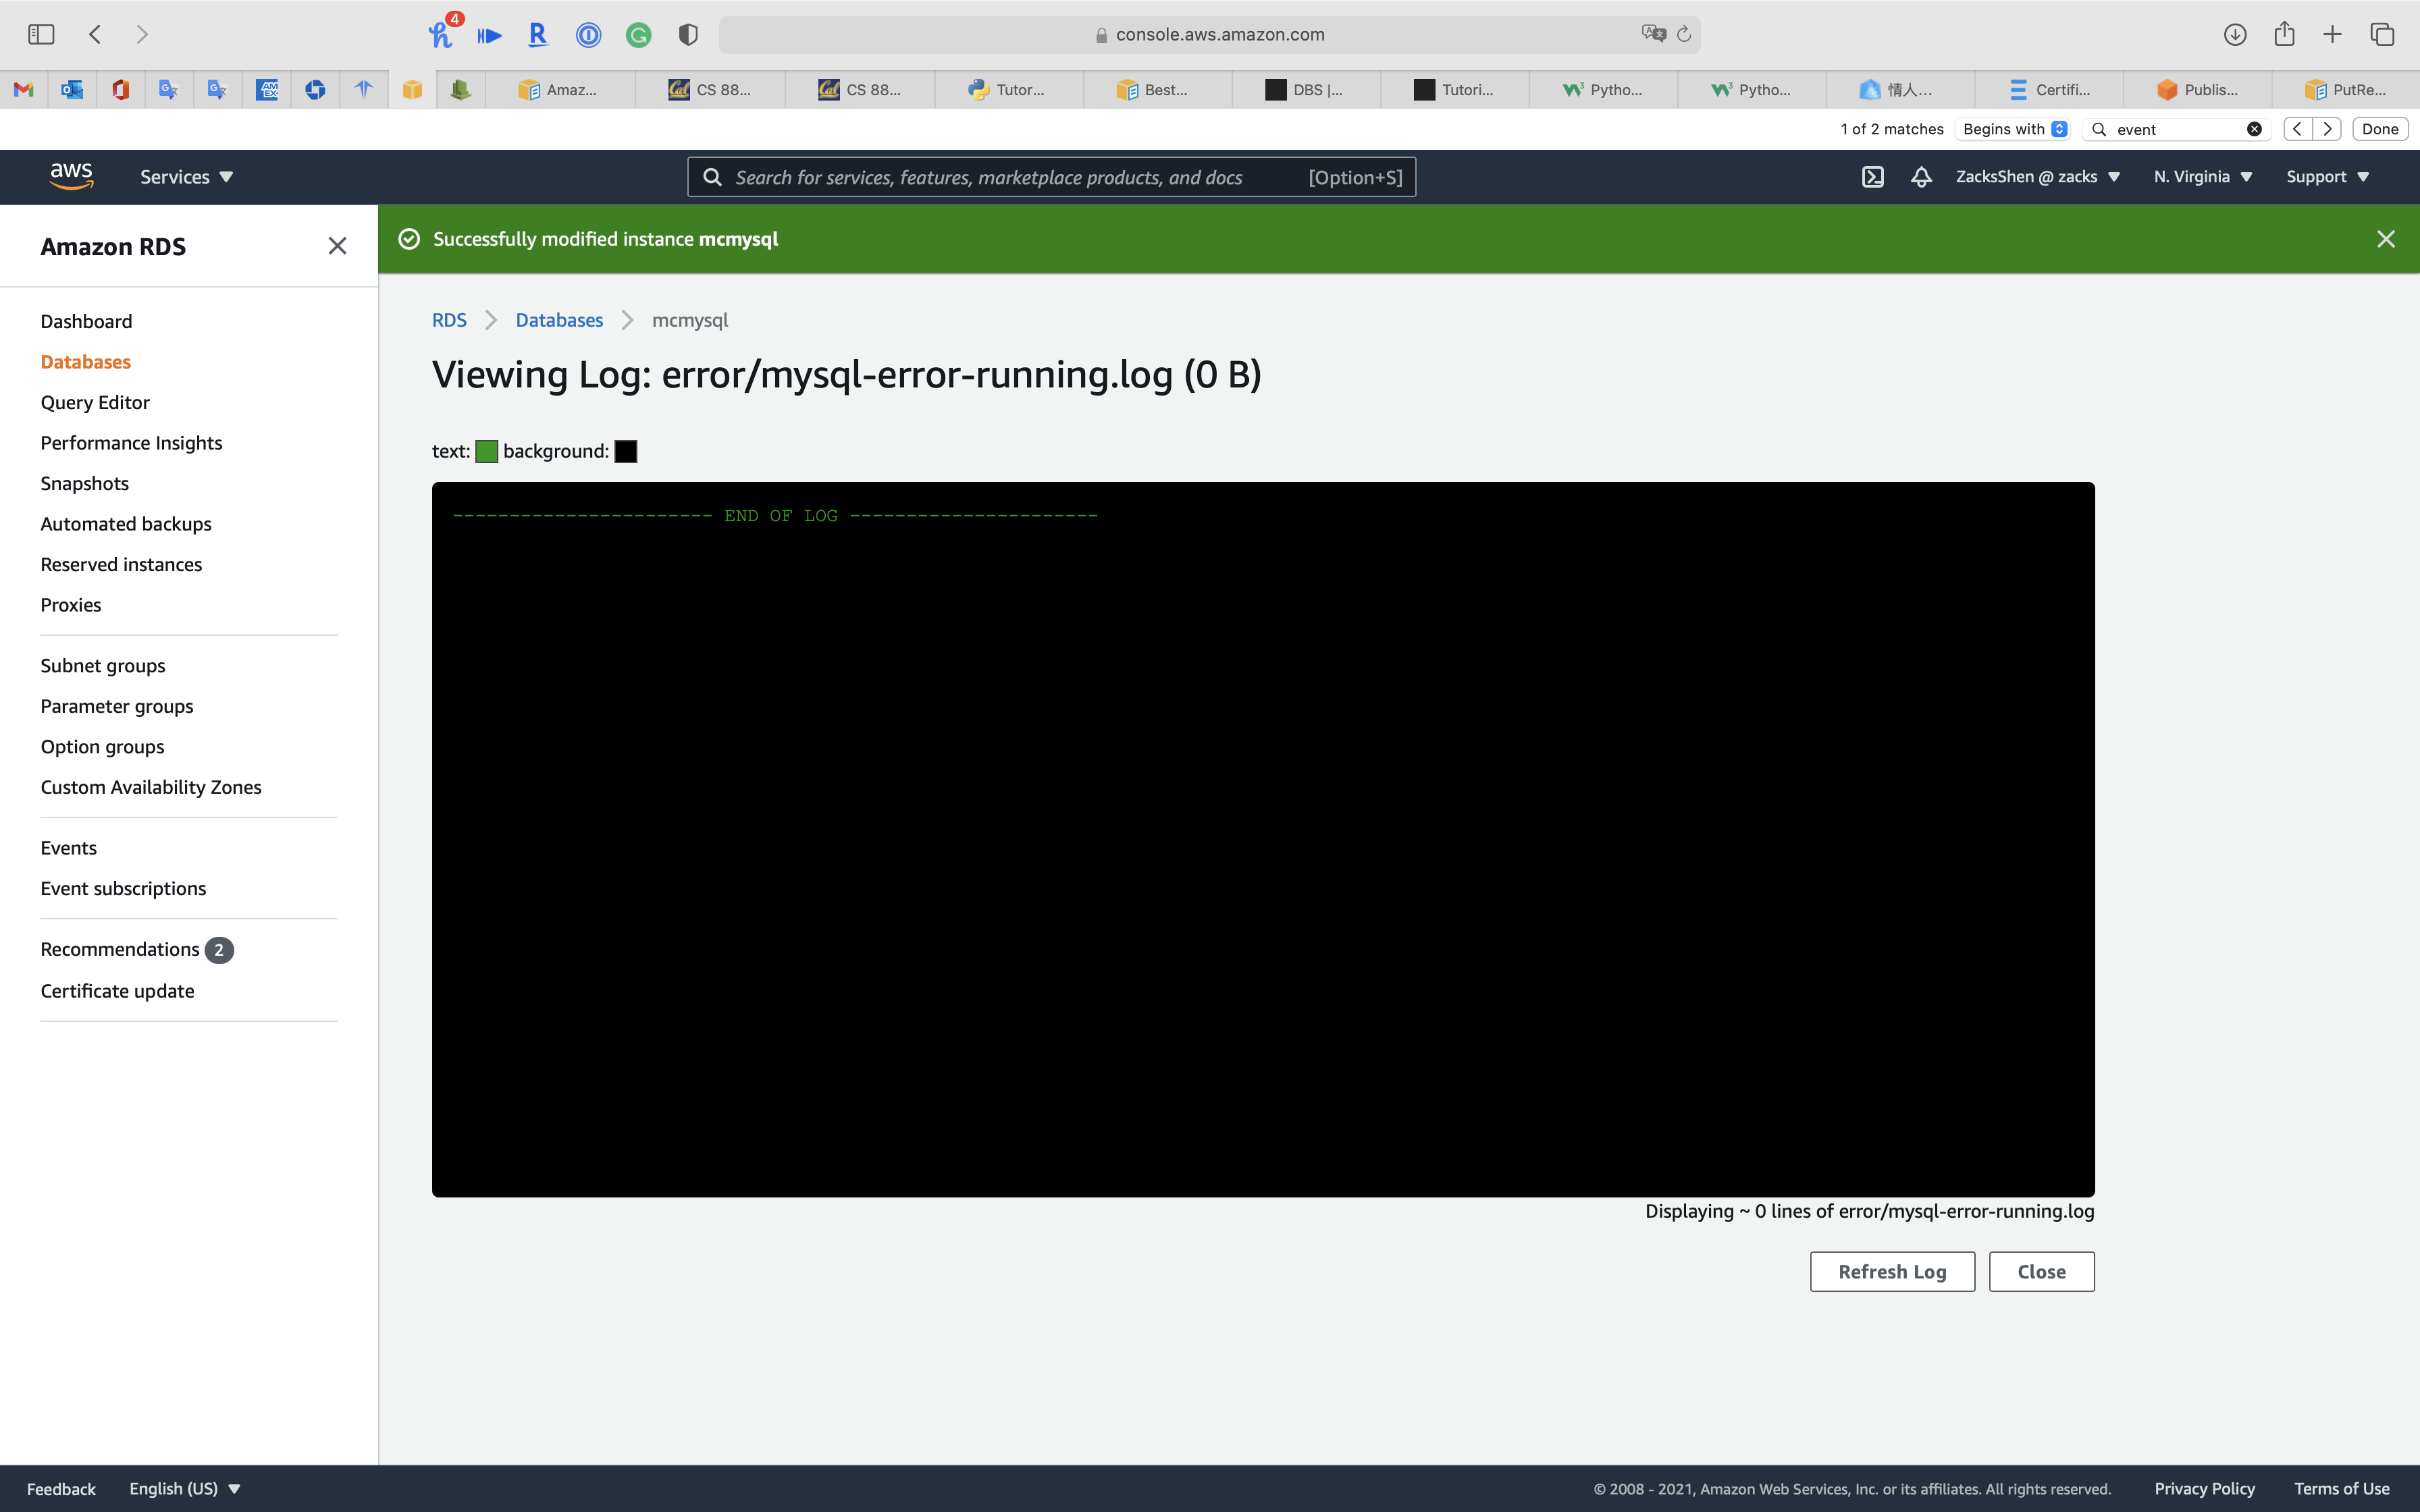 4
console.aws.amazon.com
Amaz...
CS 88...
CS 88...
Tutor...
Best...
DBS |...
Tutori...
Pytho...
Pytho...
情人...
Certifi...
Publis...
PutRe...
1 of 2 matches
Begins with
event
Done
aws
Services
Search for services, features, marketplace products, and docs
[Option+S]
ZacksShen @ zacks
N. Virginia
Support
Amazon RDS
Successfully modified instance mcmysql
Dashboard
Databases
Query Editor
Performance Insights
Snapshots
Automated backups
Reserved instances
Proxies
Subnet groups
Parameter groups
Option groups
Custom Availability Zones
Events
Event subscriptions
Recommendations 2
Certificate update
RDS > Databases > mcmysql
Viewing Log: error/mysql-error-running.log (0 B)
text: background:
----------------------- END OF LOG ----------------------
Displaying ~ 0 lines of error/mysql-error-running.log
Refresh Log
Close
Feedback
English (US)
© 2008 - 2021, Amazon Web Services, Inc. or its affiliates. All rights reserved.
Privacy Policy
Terms of Use